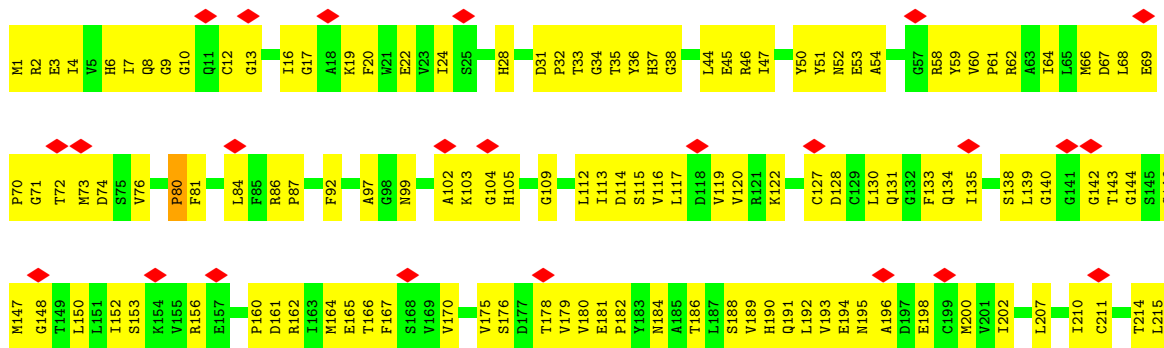 M1 R2 E3 I4 V5 H6 I7 Q8 G9 G10 Q11 C12 G13 I16 G17 A18 K19 F20 W21 E22 V23 I24 S25 H28 D31 P32 T33 G34 T35 Y36 H37 G38 L44 E45 R46 I47 Y50 Y51 N52 E53 A54 G57 R58 Y59 V60 P61 R62 A63 I64 L65 M66 D67 L68 E69
P70 G71 T72 M73 D74 S75 V76 P80 F81 L84 F85 R86 P87 F92 A97 G98 N99 A102 K103 G104 H105 G109 L112 I113 D114 S115 V116 L117 D118 V119 V120 R121 K122 C127 D128 C129 L130 Q131 G132 F133 Q134 I135 S138 L139 G140 G141 G142 T143 G144 S145
M147 G148 T149 L150 L151 I152 S153 K154 V155 R156 E157 P160 D161 R162 I163 M164 E165 T166 F167 S168 V169 V170 V175 S176 D177 T178 V179 V180 E181 P182 Y183 N184 A185 T186 L187 S188 V189 H190 Q191 L192 V193 E194 N195 A196 D197 E198 C199 M200 V201 I202 L207 I210 C211 T214 L215